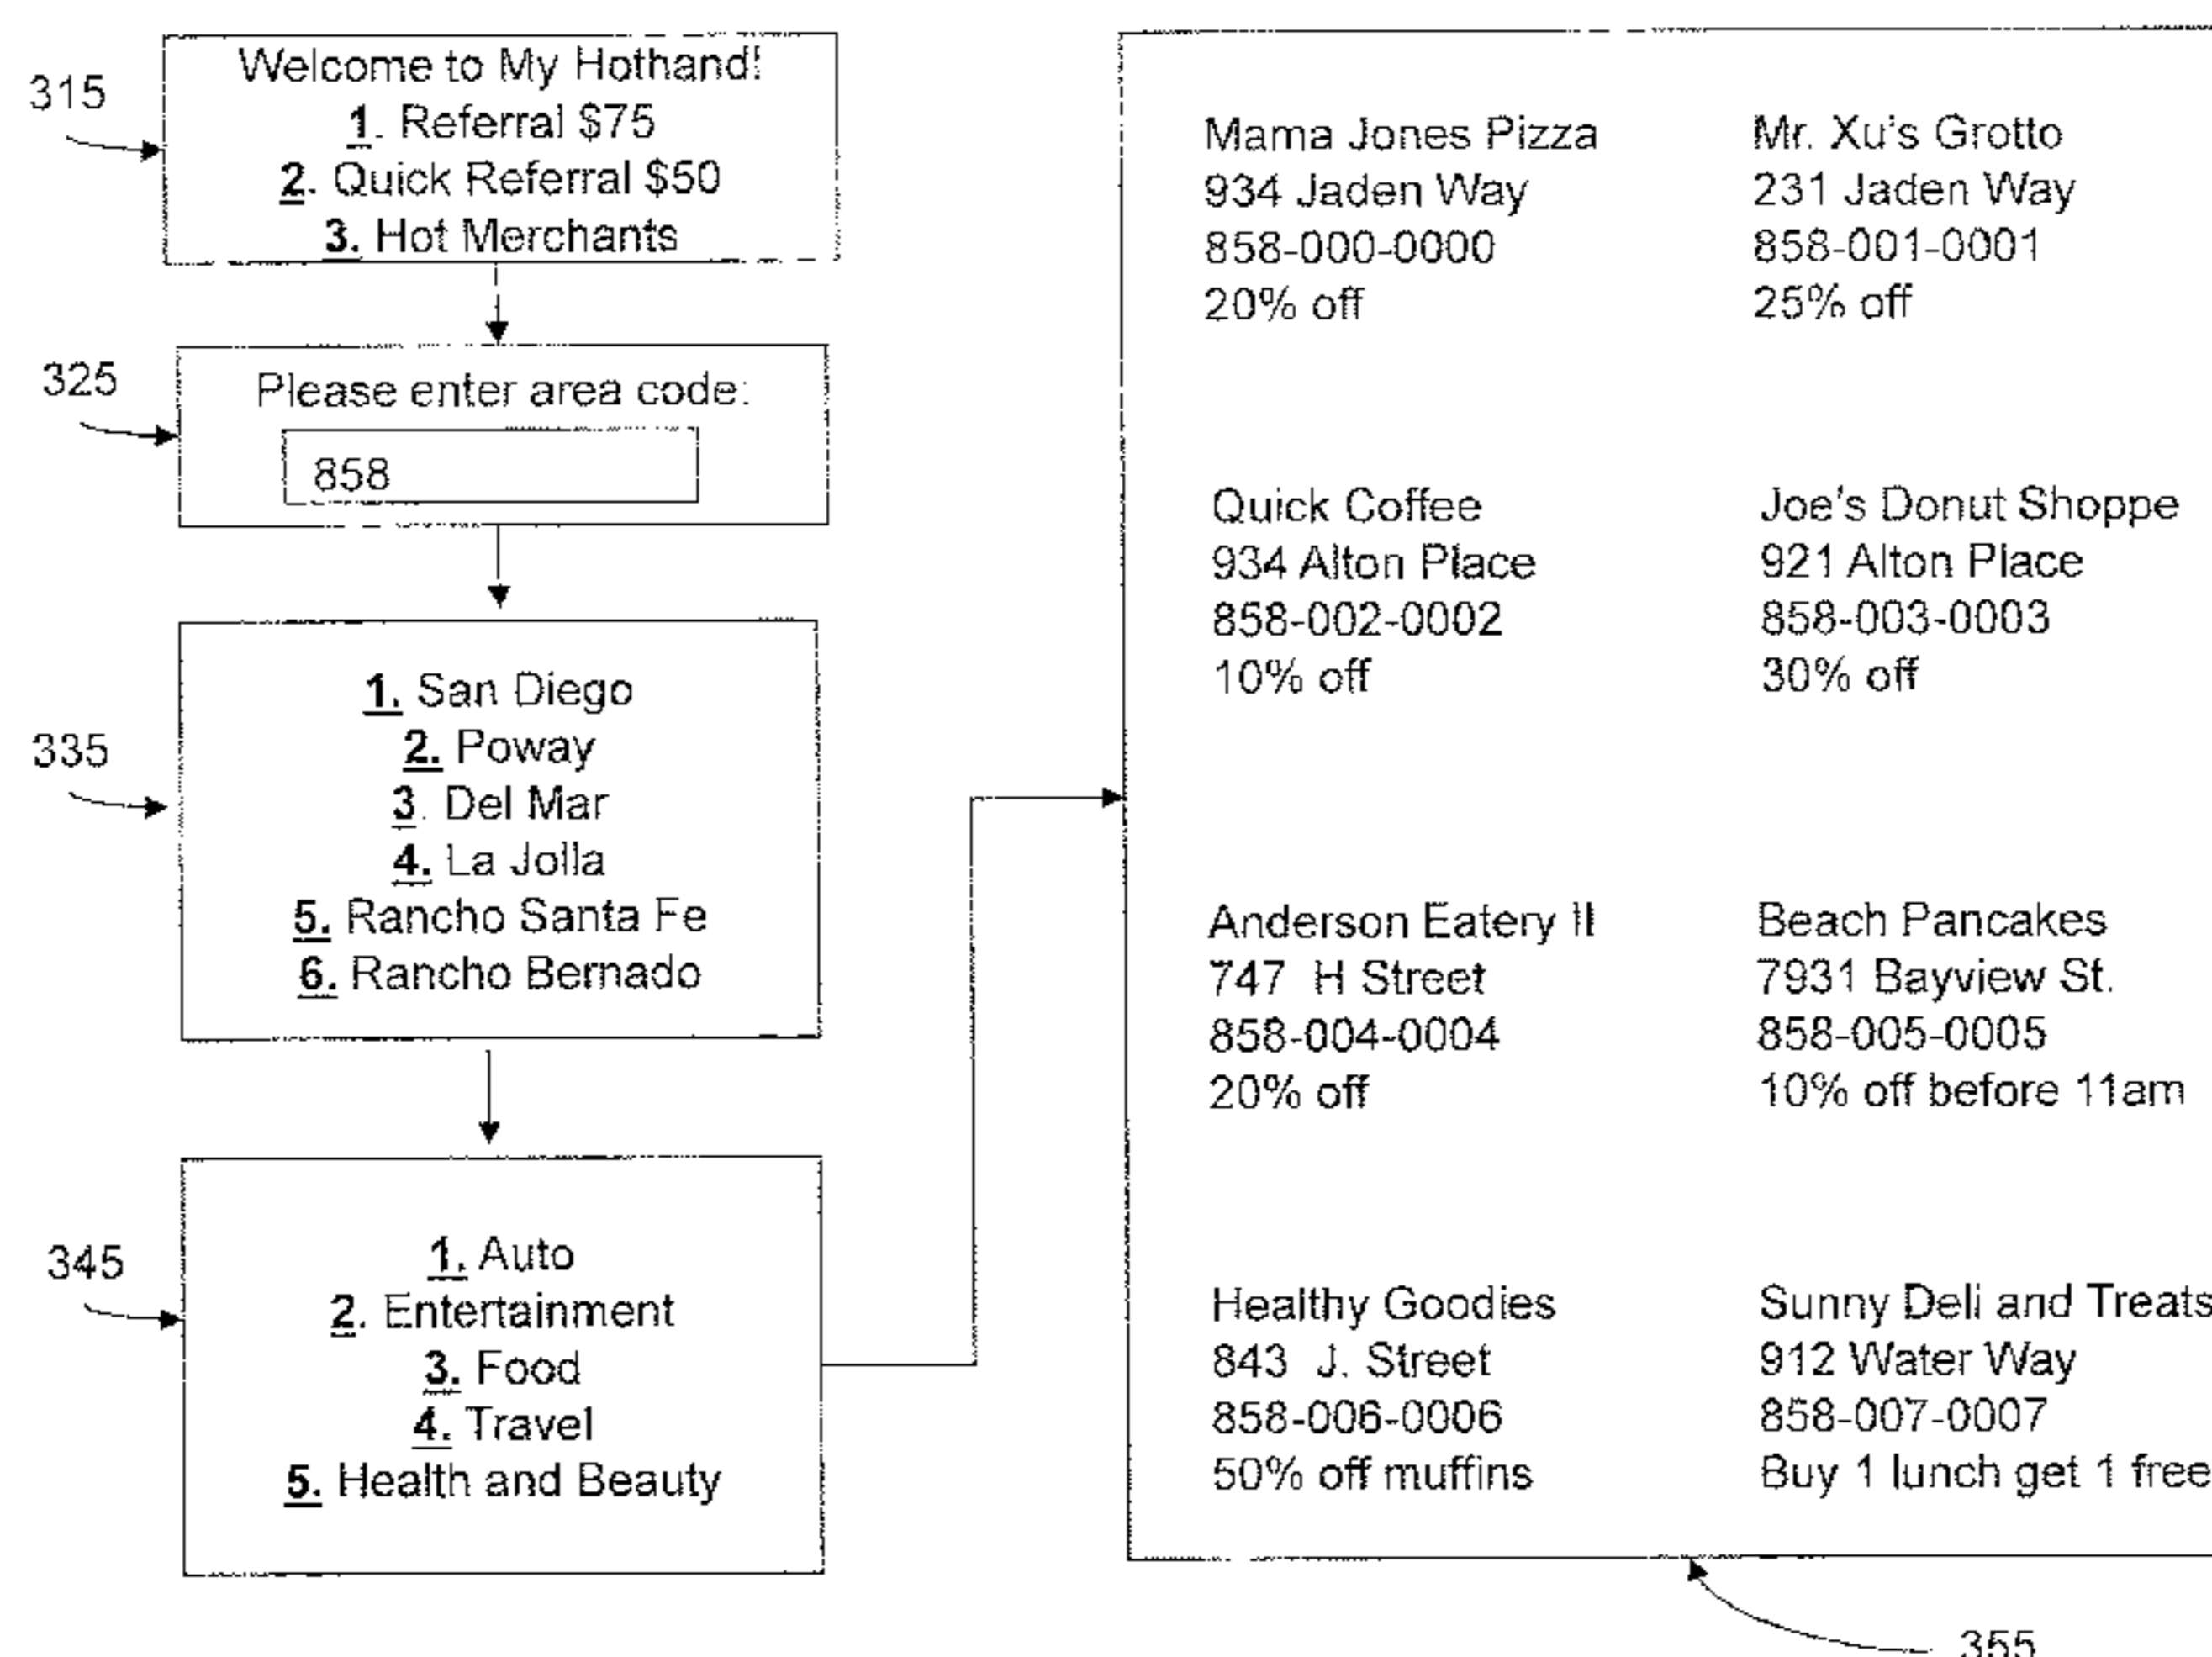 315
Welcome to My Hothand!
1. Referral $75
2. Quick Referral $50
3. Hot Merchants
325
Please enter area code:
858
335
1. San Diego
2. Poway
3. Del Mar
4. La Jolla
5. Rancho Santa Fe
6. Rancho Bernado
345
1. Auto
2. Entertainment
3. Food
4. Travel
5. Health and Beauty
Mama Jones Pizza
934 Jaden Way
858-000-0000
20% off
Mr. Xu's Grotto
231 Jaden Way
858-001-0001
25% off
Quick Coffee
934 Alton Place
858-002-0002
10% off
Joe's Donut Shoppe
921 Alton Place
858-003-0003
30% off
Anderson Eatery II
747 H Street
858-004-0004
20% off
Beach Pancakes
7931 Bayview St.
858-005-0005
10% off before 11am
Healthy Goodies
843 J. Street
858-006-0006
50% off muffins
Sunny Deli and Treats
912 Water Way
858-007-0007
Buy 1 lunch get 1 free
355